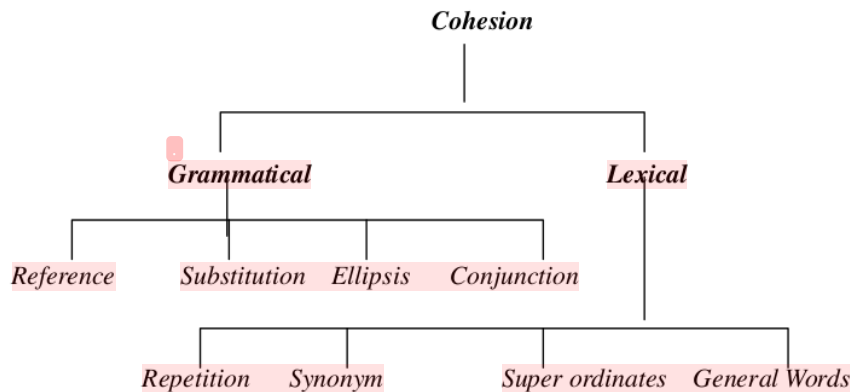 Cohesion
Grammatical Lexical
Reference Substitution Ellipsis Conjunction
Repetition Synonym Super ordinates General Words